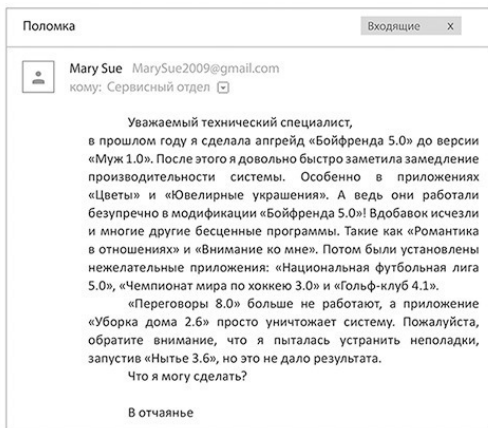 Поломка
Входящие x
Mary Sue MarySue2009@gmail.com
кому: Сервисный отдел
Уважаемый технический специалист,
в прошлом году я сделала апгрейд «Бойфренда 5.0» до версии
«Муж 1.0». После этого я довольно быстро заметила замедление
производительности системы. Особенно в приложениях
«Цветы» и «Ювелирные украшения». А ведь они работали
безупречно в модификации «Бойфренда 5.0»! Вдобавок исчезли
и многие другие бесценные программы. Такие как «Романтика
в отношениях» и «Внимание ко мне». Потом были установлены
нежелательные приложения: «Национальная футбольная лига
5.0», «Чемпионат мира по хоккею 3.0» и «Гольф-клуб 4.1».
«Переговоры 8.0» больше не работают, а приложение
«Уборка дома 2.6» просто уничтожает систему. Пожалуйста,
обратите внимание, что я пыталась устранить неполадки,
запустив «Нытье 3.6», но это не дало результата.
Что я могу сделать?
В отчаянье